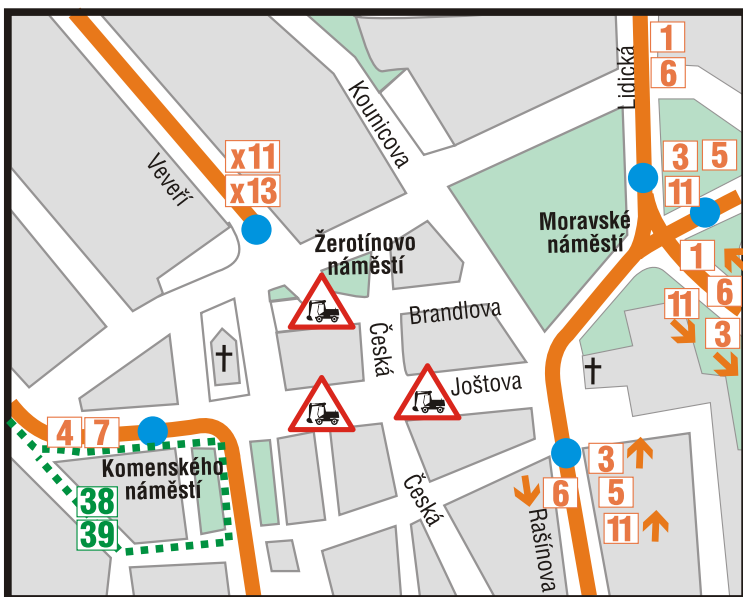 1
6
Lidická
Kounicova
x11
x13
Veveří
3 5
11
Moravské
náměstí
Žerotínovo
náměstí
1
6
11
3
Brandlova
Česká
Joštova
4 7
Komenského
náměstí
38
39
Česká
3
6
5
11
Rašínova